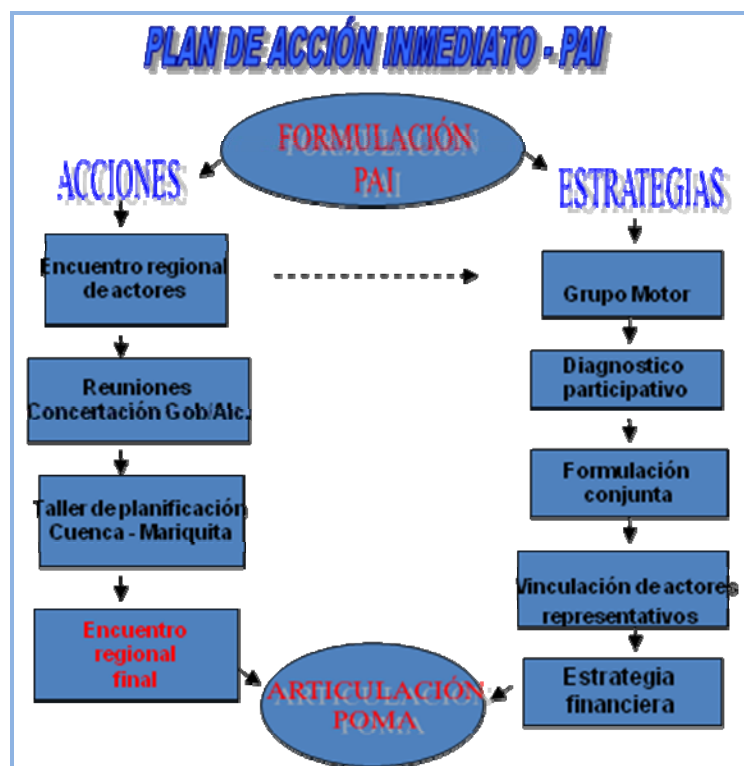 PLAN DE ACCIÓN INMEDIATO - PAI
FORMULACIÓN
PAI
ACCIONES
Encuentro regional
de actores
Reuniones
Concertación Gob/Alc.
Taller de planificación
Cuenca - Mariquita
Encuentro
regional
final
ESTRATEGIAS
Grupo Motor
Diagnostico
participativo
Formulación
conjunta
Vinculación de actores
representativos
Estrategia
financiera
ARTICULACIÓN
POMA